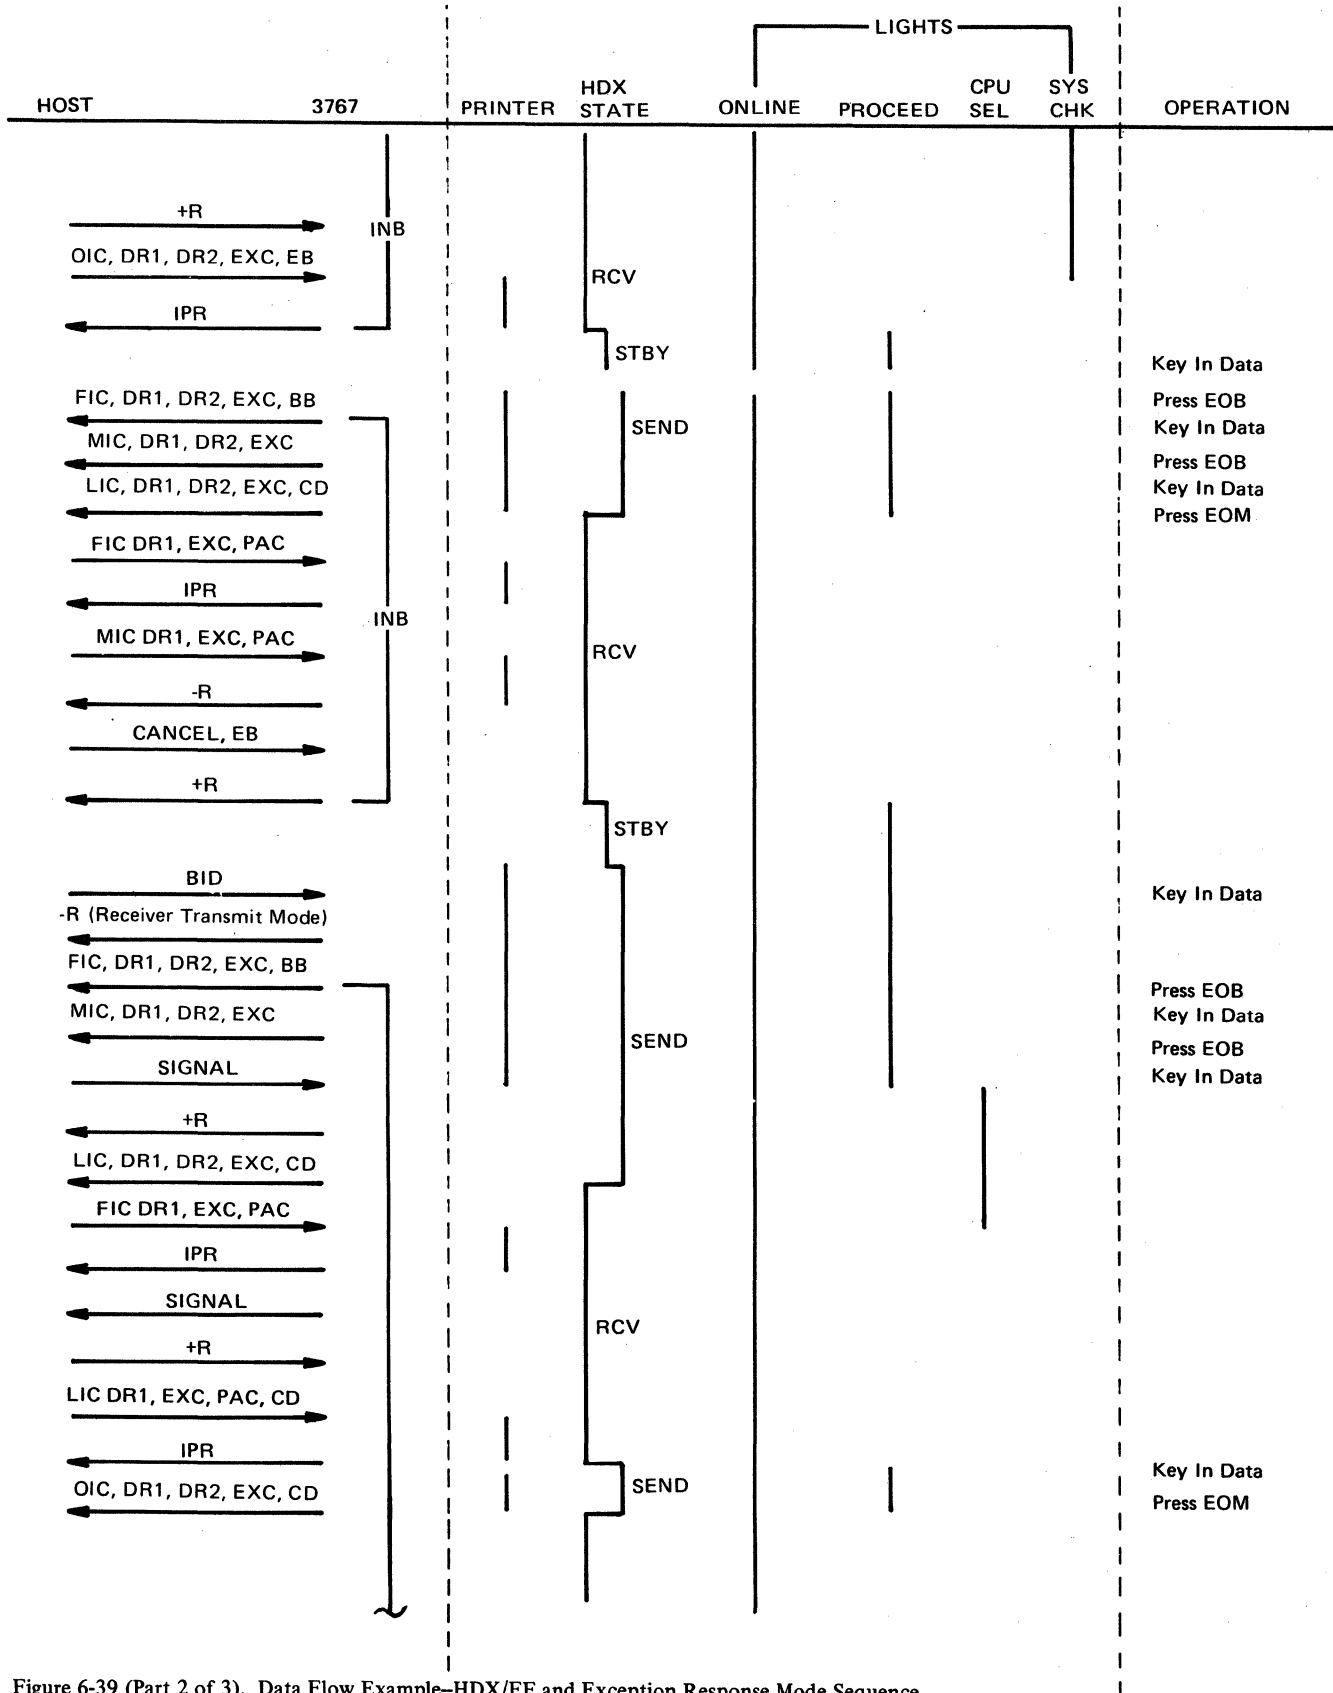 LIGHTS
HOST 3767 PRINTER HDX STATE ONLINE PROCEED CPU SEL SYS CHK OPERATION
+R
INB
OIC, DR1, DR2, EXC, EB
RCV
IPR
STBY
Key In Data
FIC, DR1, DR2, EXC, BB
Press EOB
SEND
Key In Data
MIC, DR1, DR2, EXC
Press EOB
LIC, DR1, DR2, EXC, CD
Key In Data
Press EOM
FIC DR1, EXC, PAC
IPR
INB
MIC DR1, EXC, PAC
RCV
-R
CANCEL, EB
+R
STBY
BID
Key In Data
-R (Receiver Transmit Mode)
FIC, DR1, DR2, EXC, BB
Press EOB
MIC, DR1, DR2, EXC
Key In Data
SEND
Press EOB
SIGNAL
Key In Data
+R
LIC, DR1, DR2, EXC, CD
FIC DR1, EXC, PAC
IPR
SIGNAL
RCV
+R
LIC DR1, EXC, PAC, CD
IPR
Key In Data
OIC, DR1, DR2, EXC, CD
SEND
Press EOM
Figure 6-39 (Part 2 of 3). Data Flow Example–HDX/FF and Exception Response Mode Sequence